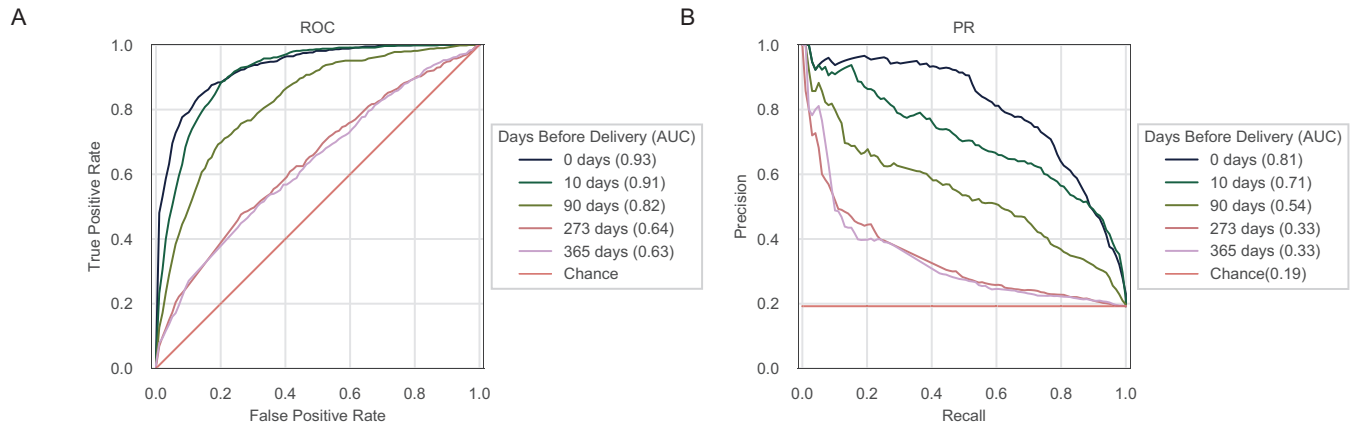 A
ROC
True Positive Rate
1.0
0.8
0.6
0.4
0.2
0.0
0.0 0.2 0.4 0.6 0.8 1.0
False Positive Rate
Days Before Delivery (AUC)
0 days (0.93)
10 days (0.91)
90 days (0.82)
273 days (0.64)
365 days (0.63)
Chance
B
PR
Precision
1.0
0.8
0.6
0.4
0.2
0.0
0.0 0.2 0.4 0.6 0.8 1.0
Recall
Days Before Delivery (AUC)
0 days (0.81)
10 days (0.71)
90 days (0.54)
273 days (0.33)
365 days (0.33)
Chance(0.19)